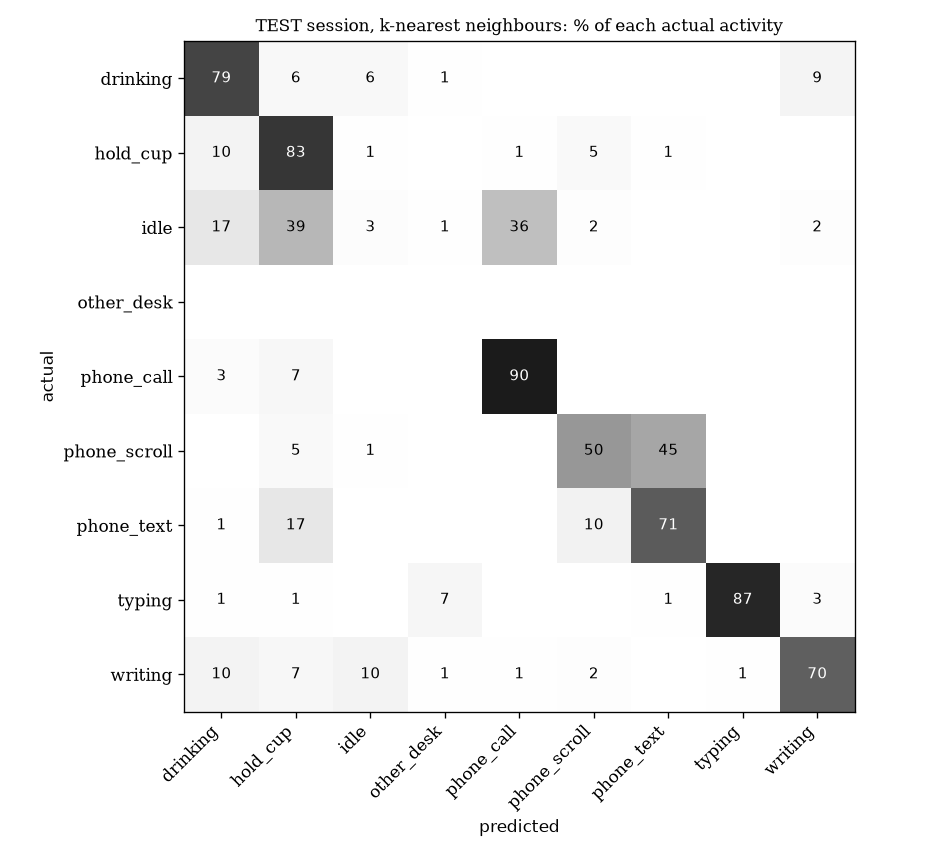 TEST session, k-nearest neighbours: % of each actual activity
drinking 79 6 6 1 9
hold_cup 10 83 1 1 5 1
idle 17 39 3 1 36 2 2
other_desk
phone_call 3 7 90
phone_scroll 5 1 50 45
phone_text 1 17 10 71
typing 1 1 7 1 87 3
writing 10 7 10 1 1 2 1 70
actual
drinking hold_cup idle other_desk phone_call phone_scroll phone_text typing writing
predicted